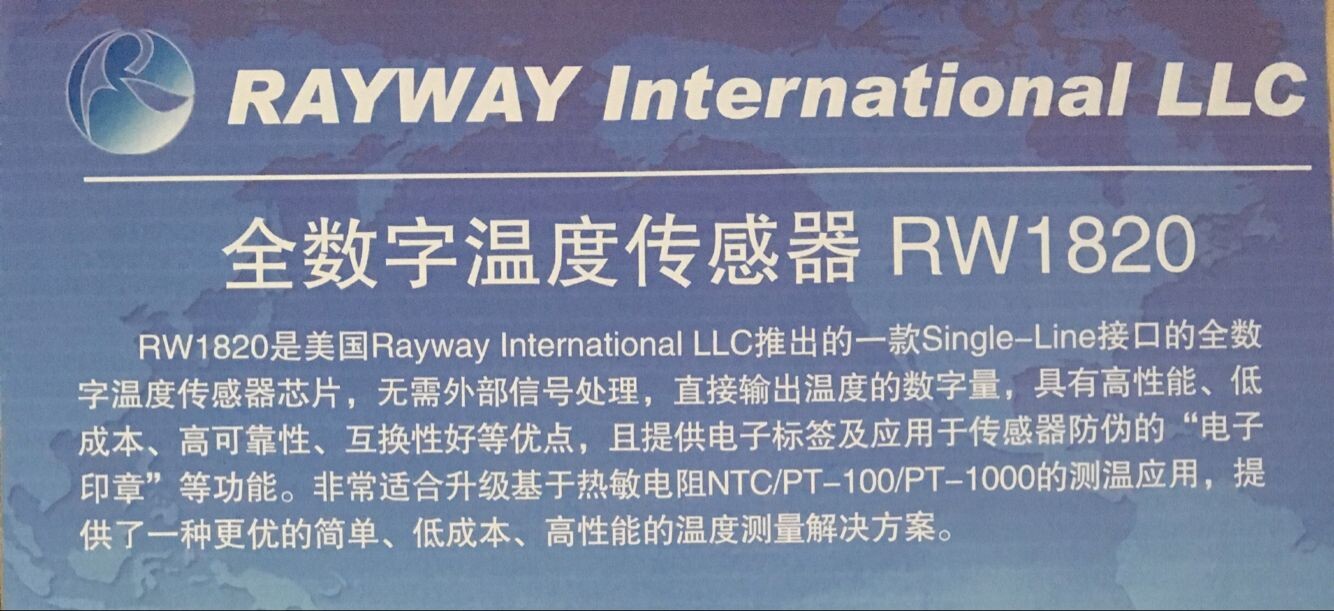 RAYWAY International LLC
全数字温度传感器 RW1820
RW1820是美国Rayway International LLC推出的一款Single-Line接口的全数
字温度传感器芯片，无需外部信号处理，直接输出温度的数字量，具有高性能、低
成本、高可靠性、互换性好等优点，且提供电子标签及应用于传感器防伪的“电子
印章”等功能。非常适合升级基于热敏电阻NTC/PT-100/PT-1000的测温应用，提
供了一种更优的简单、低成本、高性能的温度测量解决方案。